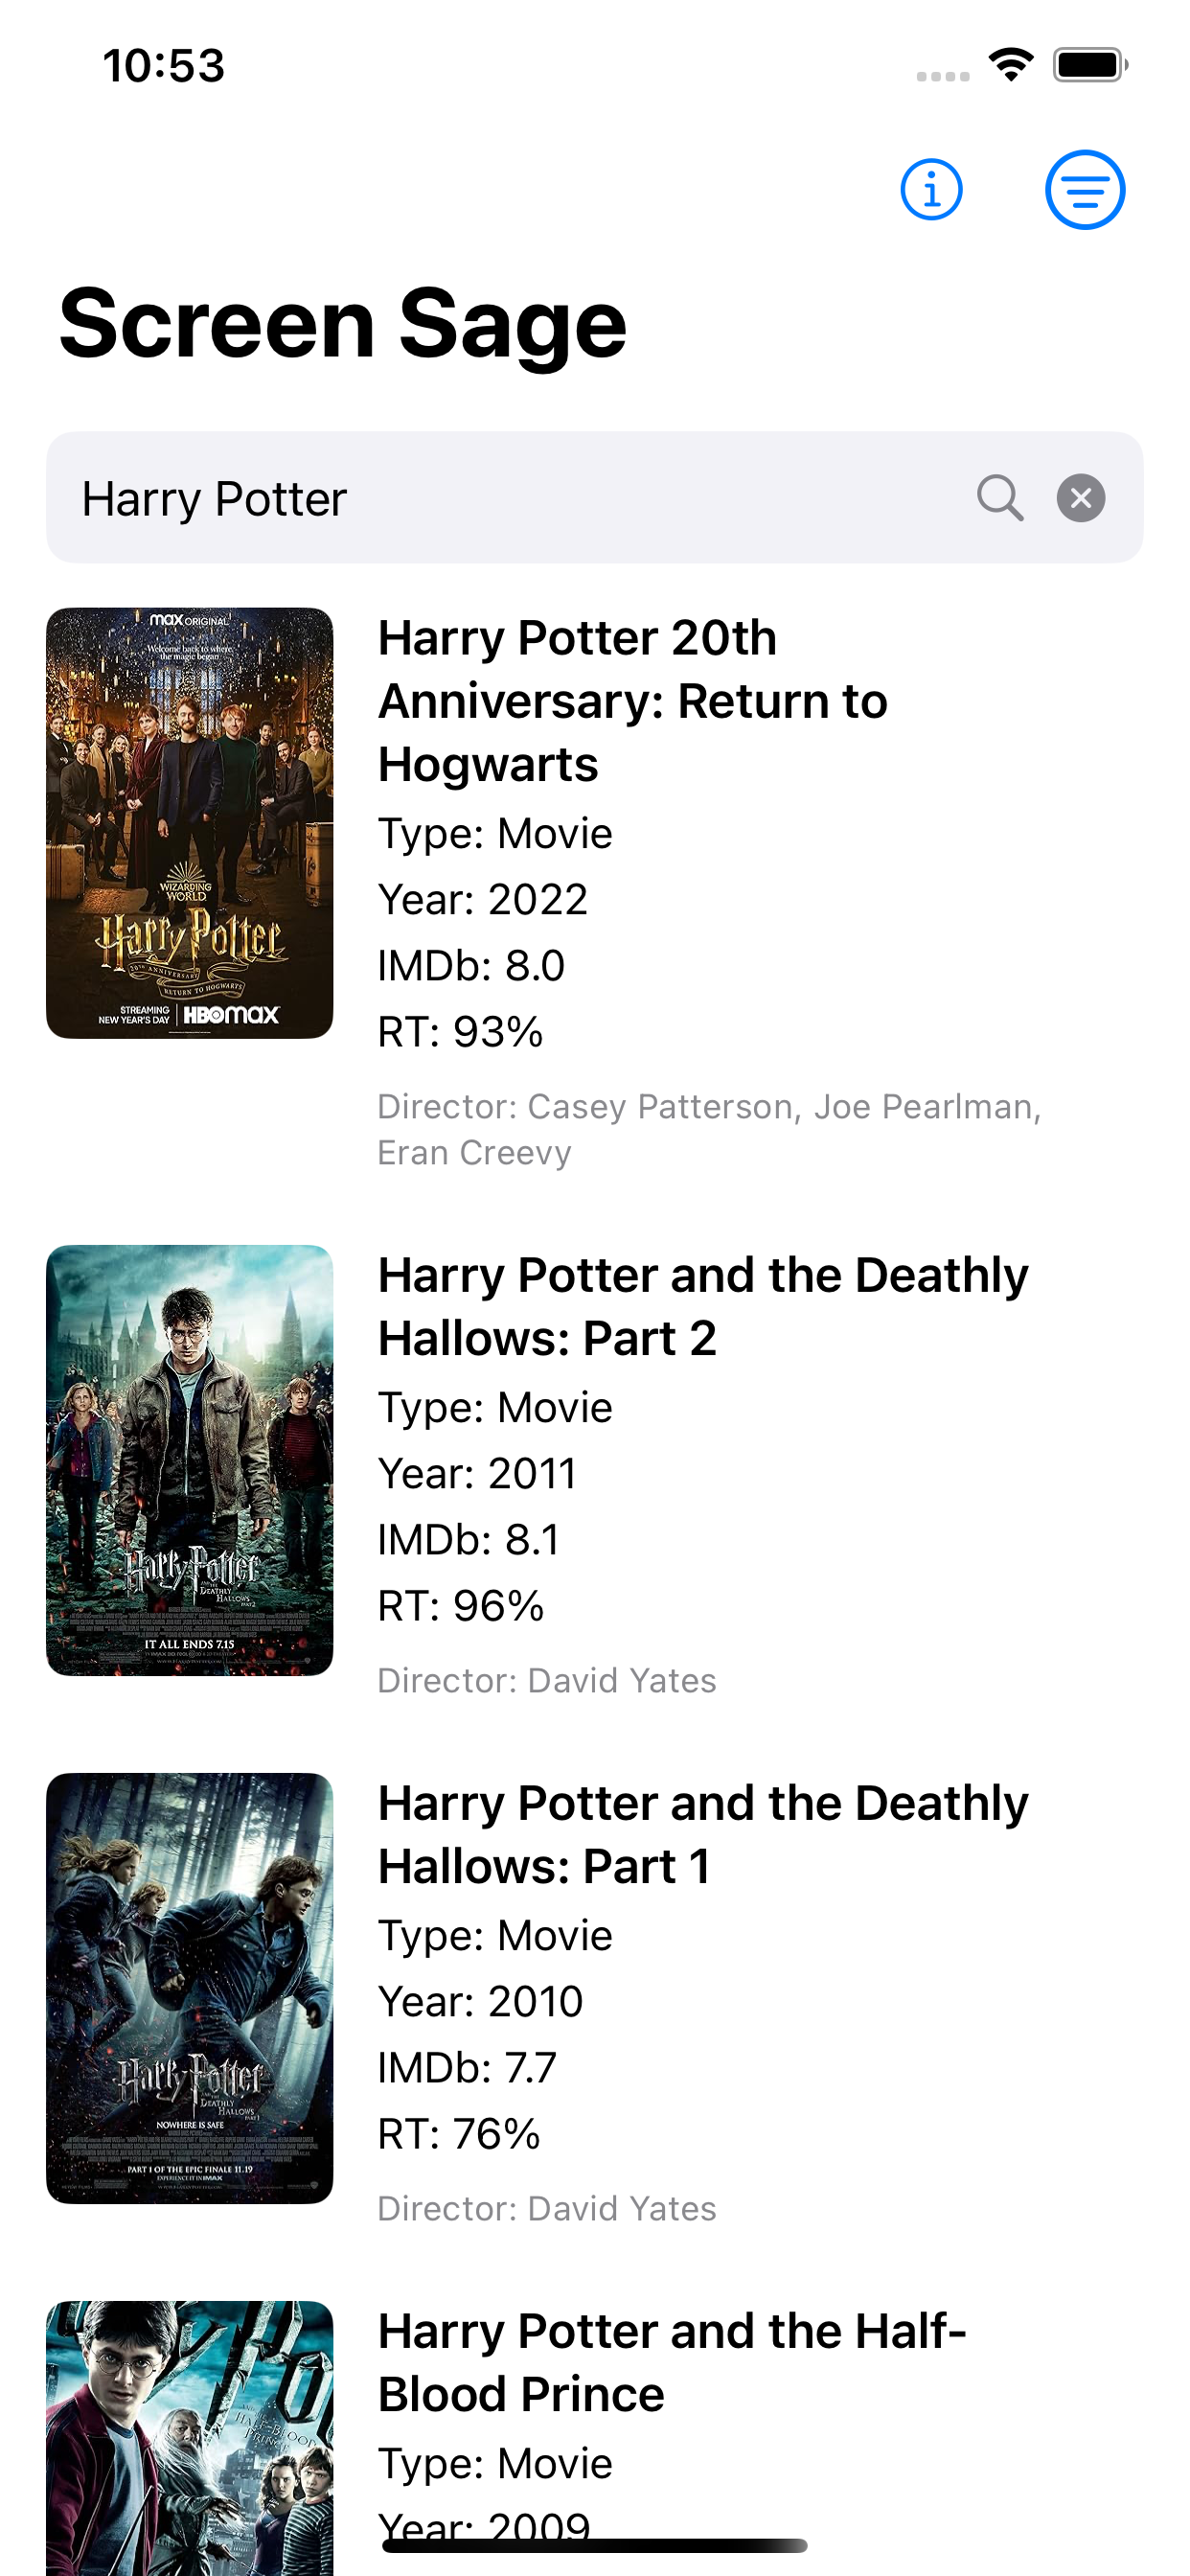 10:53
Screen Sage
Harry Potter
max ORIGINAL
Welcome back to where
the magic began
WIZARDING
WORLD
Harry Potter
20TH ANNIVERSARY
RETURN TO HOGWARTS
STREAMING
NEW YEAR'S DAY
HBOMAX
Harry Potter 20th
Anniversary: Return to
Hogwarts
Type: Movie
Year: 2022
IMDb: 8.0
RT: 93%
Director: Casey Patterson, Joe Pearlman,
Eran Creevy
Harry Potter
AND THE
DEATHLY
HALLOWS
PART 2
IT ALL ENDS 7.15
Harry Potter and the Deathly
Hallows: Part 2
Type: Movie
Year: 2011
IMDb: 8.1
RT: 96%
Director: David Yates
Harry Potter
AND THE
DEATHLY
HALLOWS
PART 1
NOWHERE IS SAFE
PART 1 OF THE EPIC FINALE 11.19
EXPERIENCE IT IN IMAX
Harry Potter and the Deathly
Hallows: Part 1
Type: Movie
Year: 2010
IMDb: 7.7
RT: 76%
Director: David Yates
HALF-BLOOD
PRINCE
Harry Potter and the Half-
Blood Prince
Type: Movie
Year: 2009